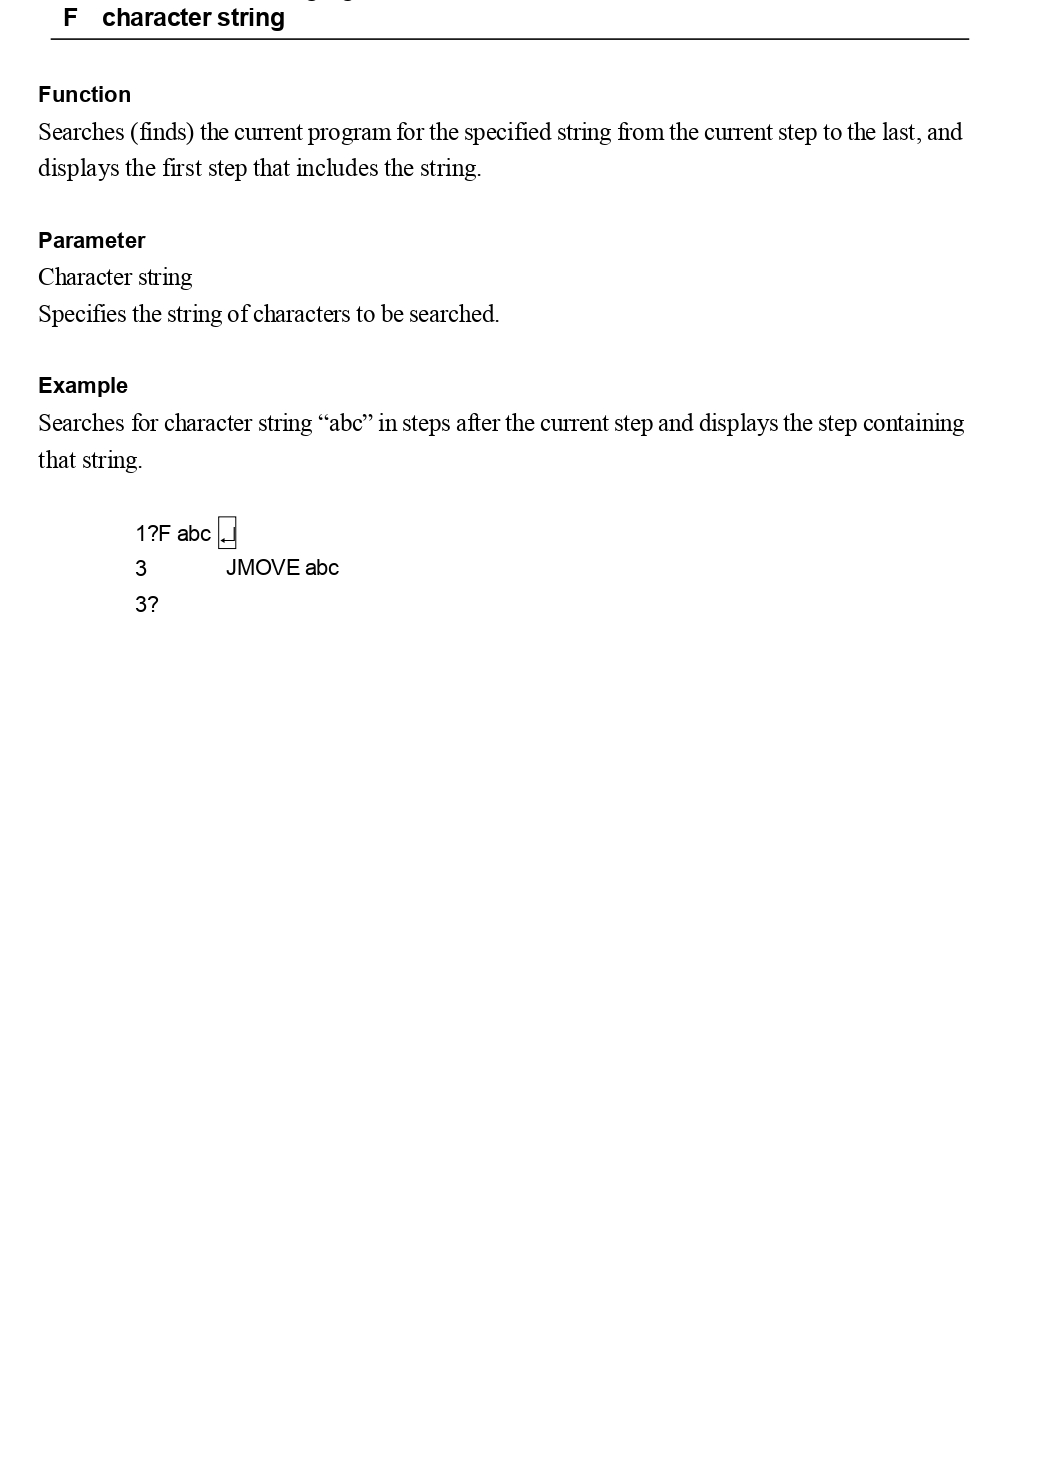 F character string
Function
Searches (finds) the current program for the specified string from the current step to the last, and
displays the first step that includes the string.
Parameter
Character string
Specifies the string of characters to be searched.
Example
Searches for character string “abc” in steps after the current step and displays the step containing
that string.
1?F abc ↵
3 JMOVE abc
3?